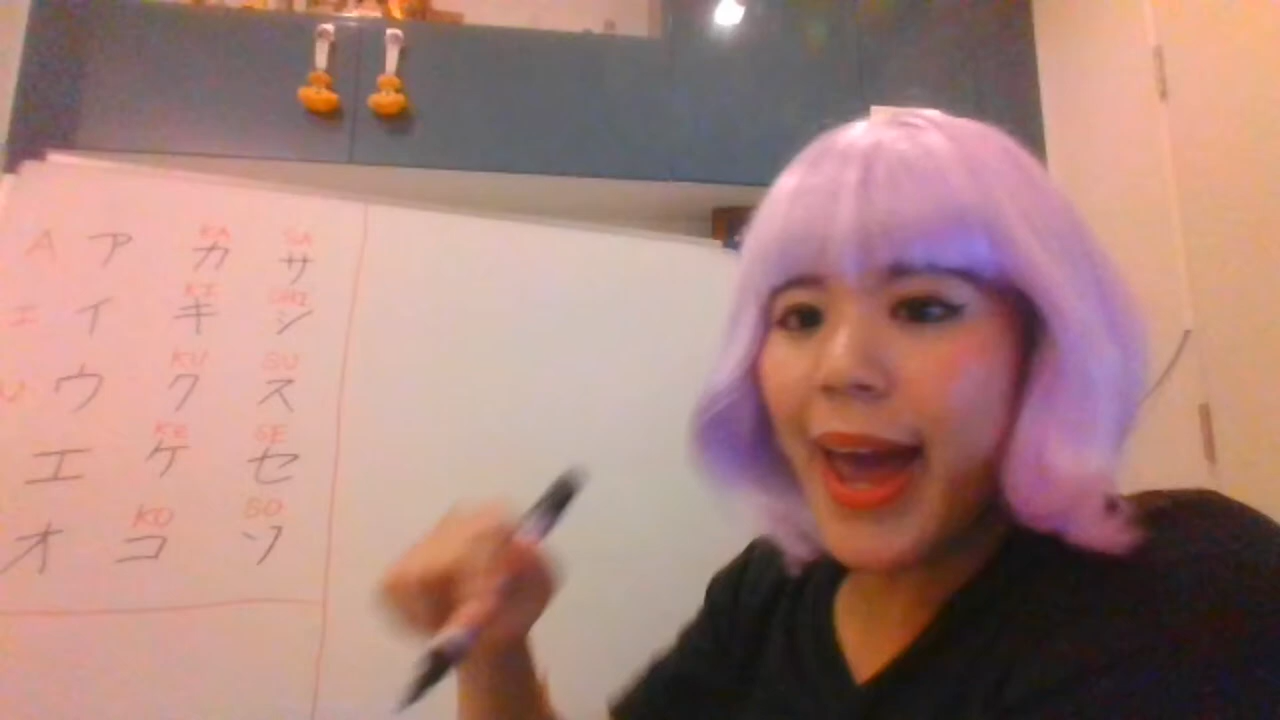 KA SA
A ア カ サ
KI SHI
I イ キ シ
KU SU
U ウ ク ス
KE SE
エ ケ セ
KO SO
オ コ ソ